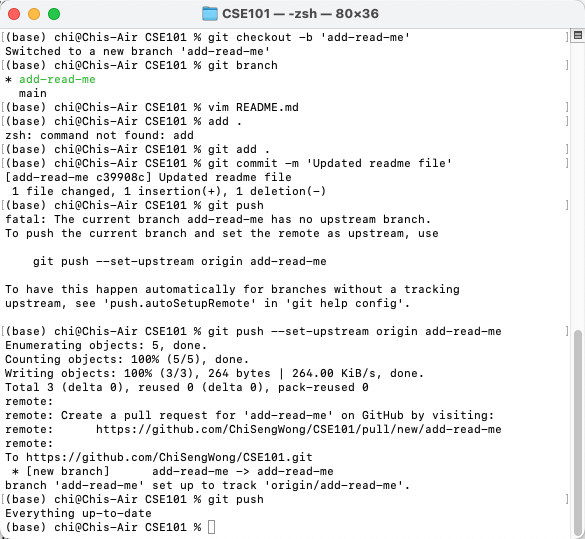 CSE101 — -zsh — 80×36
[(base) chi@Chis-Air CSE101 % git checkout -b 'add-read-me' ]
Switched to a new branch 'add-read-me'
[(base) chi@Chis-Air CSE101 % git branch ]
* add-read-me
main
[(base) chi@Chis-Air CSE101 % vim README.md ]
[(base) chi@Chis-Air CSE101 % add . ]
zsh: command not found: add
[(base) chi@Chis-Air CSE101 % git add . ]
[(base) chi@Chis-Air CSE101 % git commit -m 'Updated readme file' ]
[add-read-me c39908c] Updated readme file
1 file changed, 1 insertion(+), 1 deletion(-)
[(base) chi@Chis-Air CSE101 % git push ]
fatal: The current branch add-read-me has no upstream branch.
To push the current branch and set the remote as upstream, use
git push --set-upstream origin add-read-me
To have this happen automatically for branches without a tracking
upstream, see 'push.autoSetupRemote' in 'git help config'.
[(base) chi@Chis-Air CSE101 % git push --set-upstream origin add-read-me ]
Enumerating objects: 5, done.
Counting objects: 100% (5/5), done.
Writing objects: 100% (3/3), 264 bytes | 264.00 KiB/s, done.
Total 3 (delta 0), reused 0 (delta 0), pack-reused 0
remote:
remote: Create a pull request for 'add-read-me' on GitHub by visiting:
remote: https://github.com/ChiSengWong/CSE101/pull/new/add-read-me
remote:
To https://github.com/ChiSengWong/CSE101.git
* [new branch] add-read-me -> add-read-me
branch 'add-read-me' set up to track 'origin/add-read-me'.
[(base) chi@Chis-Air CSE101 % git push ]
Everything up-to-date
(base) chi@Chis-Air CSE101 %